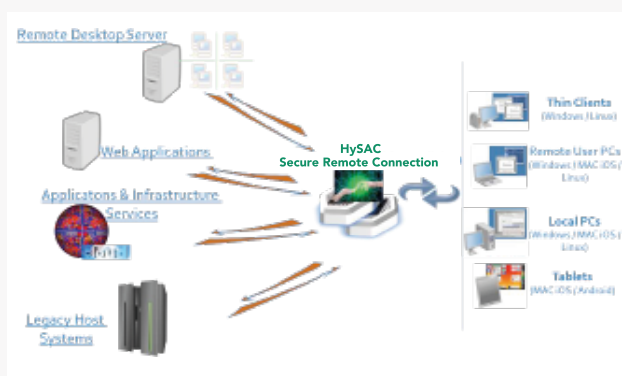 Remote Desktop Server
Web Applications
Applicatons & Infrastructure
Services
Legacy Host
Systems
HySAC
Secure Remote Connection
Thin Clients
(Windows /Linux)
Remote User PCs
(Windows /MAC iOS /
Linux)
Local PCs
(Windows /MAC iOS /
Linux)
Tablets
(MAC iOS /Android)